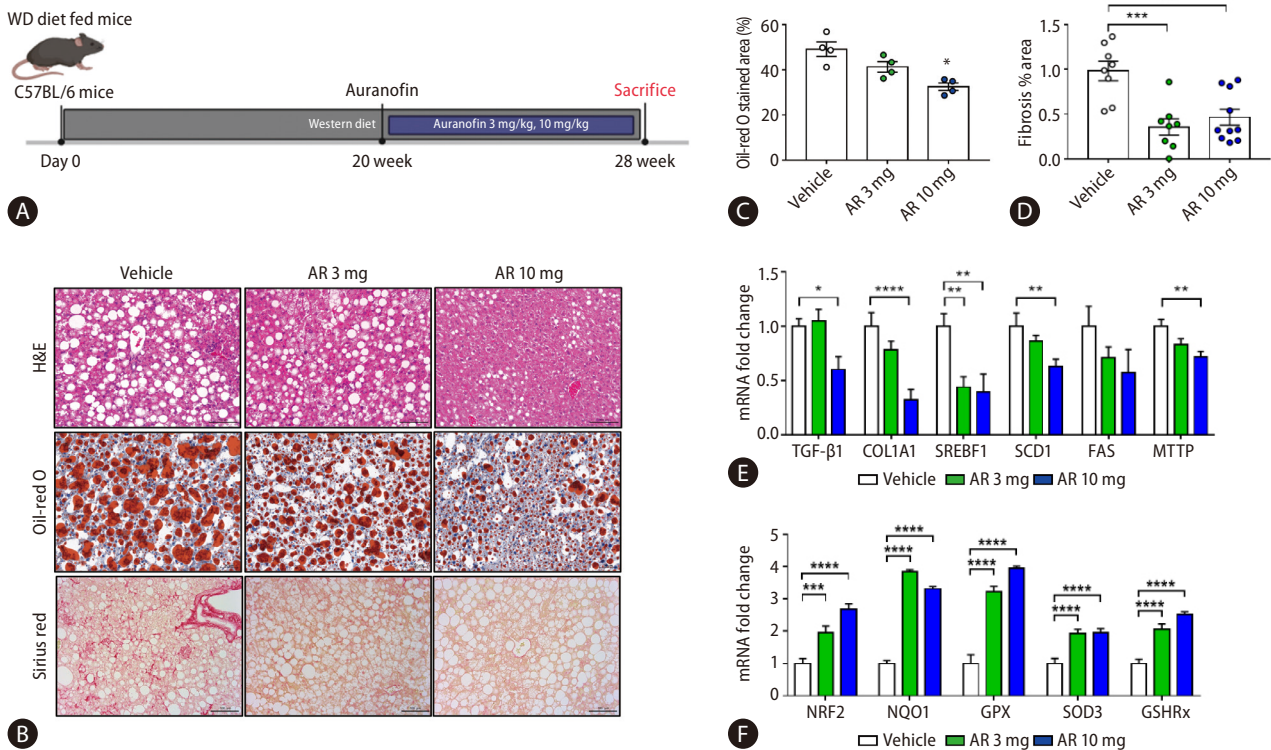 WD diet fed mice
C57BL/6 mice
Auranofin
Sacrifice
Western diet
Auranofin 3 mg/kg, 10 mg/kg
Day 0
20 week
28 week
A
Vehicle
AR 3 mg
AR 10 mg
H&E
Oil-red O
Sirius red
B
Oil-red O stained area (%)
60
40
20
0
*
Vehicle
AR 3 mg
AR 10 mg
C
Fibrosis % area
1.5
1.0
0.5
0.0
***
Vehicle
AR 3 mg
AR 10 mg
D
mRNA fold change
1.5
1.0
0.5
0.0
*
****
**
**
**
**
TGF-β1
COL1A1
SREBF1
SCD1
FAS
MTTP
Vehicle
AR 3 mg
AR 10 mg
E
mRNA fold change
5
4
3
2
1
0
****
***
****
****
****
****
****
****
****
****
NRF2
NQO1
GPX
SOD3
GSHRx
Vehicle
AR 3 mg
AR 10 mg
F